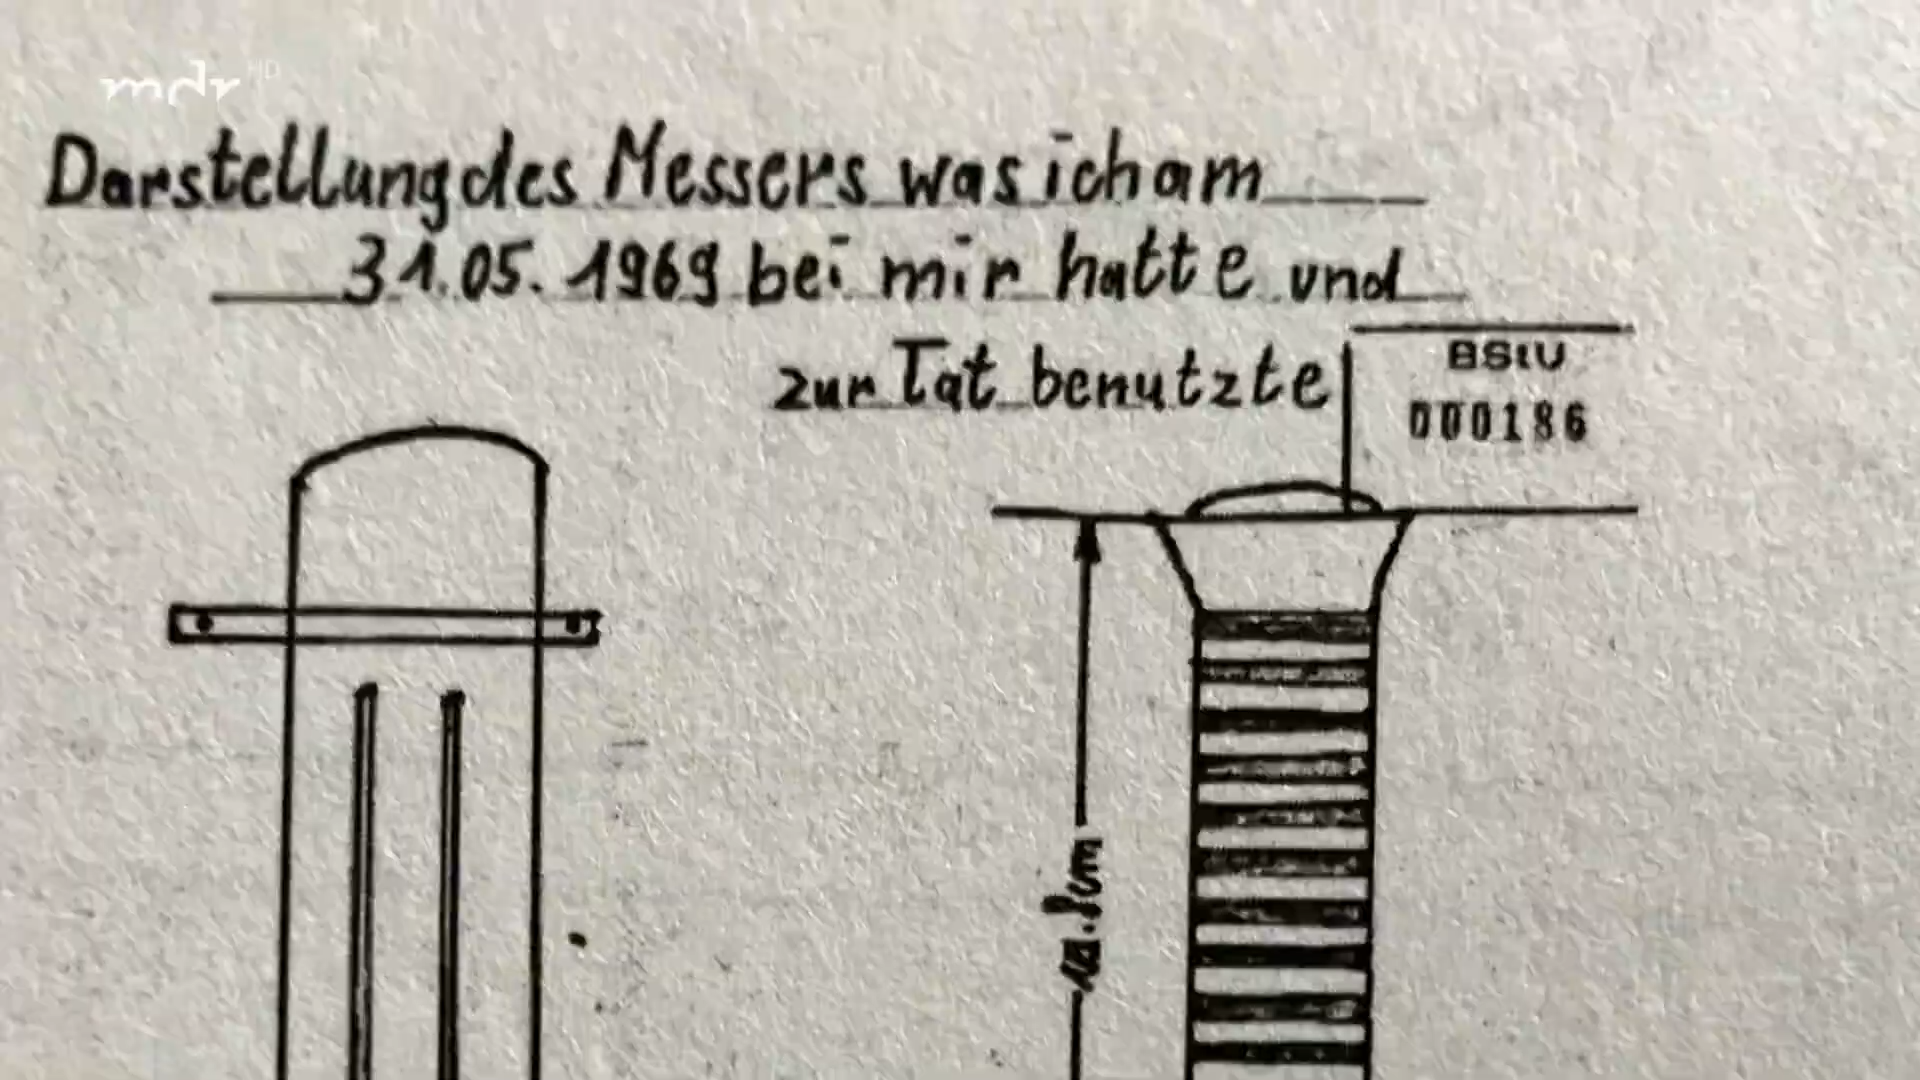 mdr HD
Darstellung des Messers was ich am
31.05.1969 bei mir hatte und
zur Tat benutzte
BStU
000186
ca. 8cm